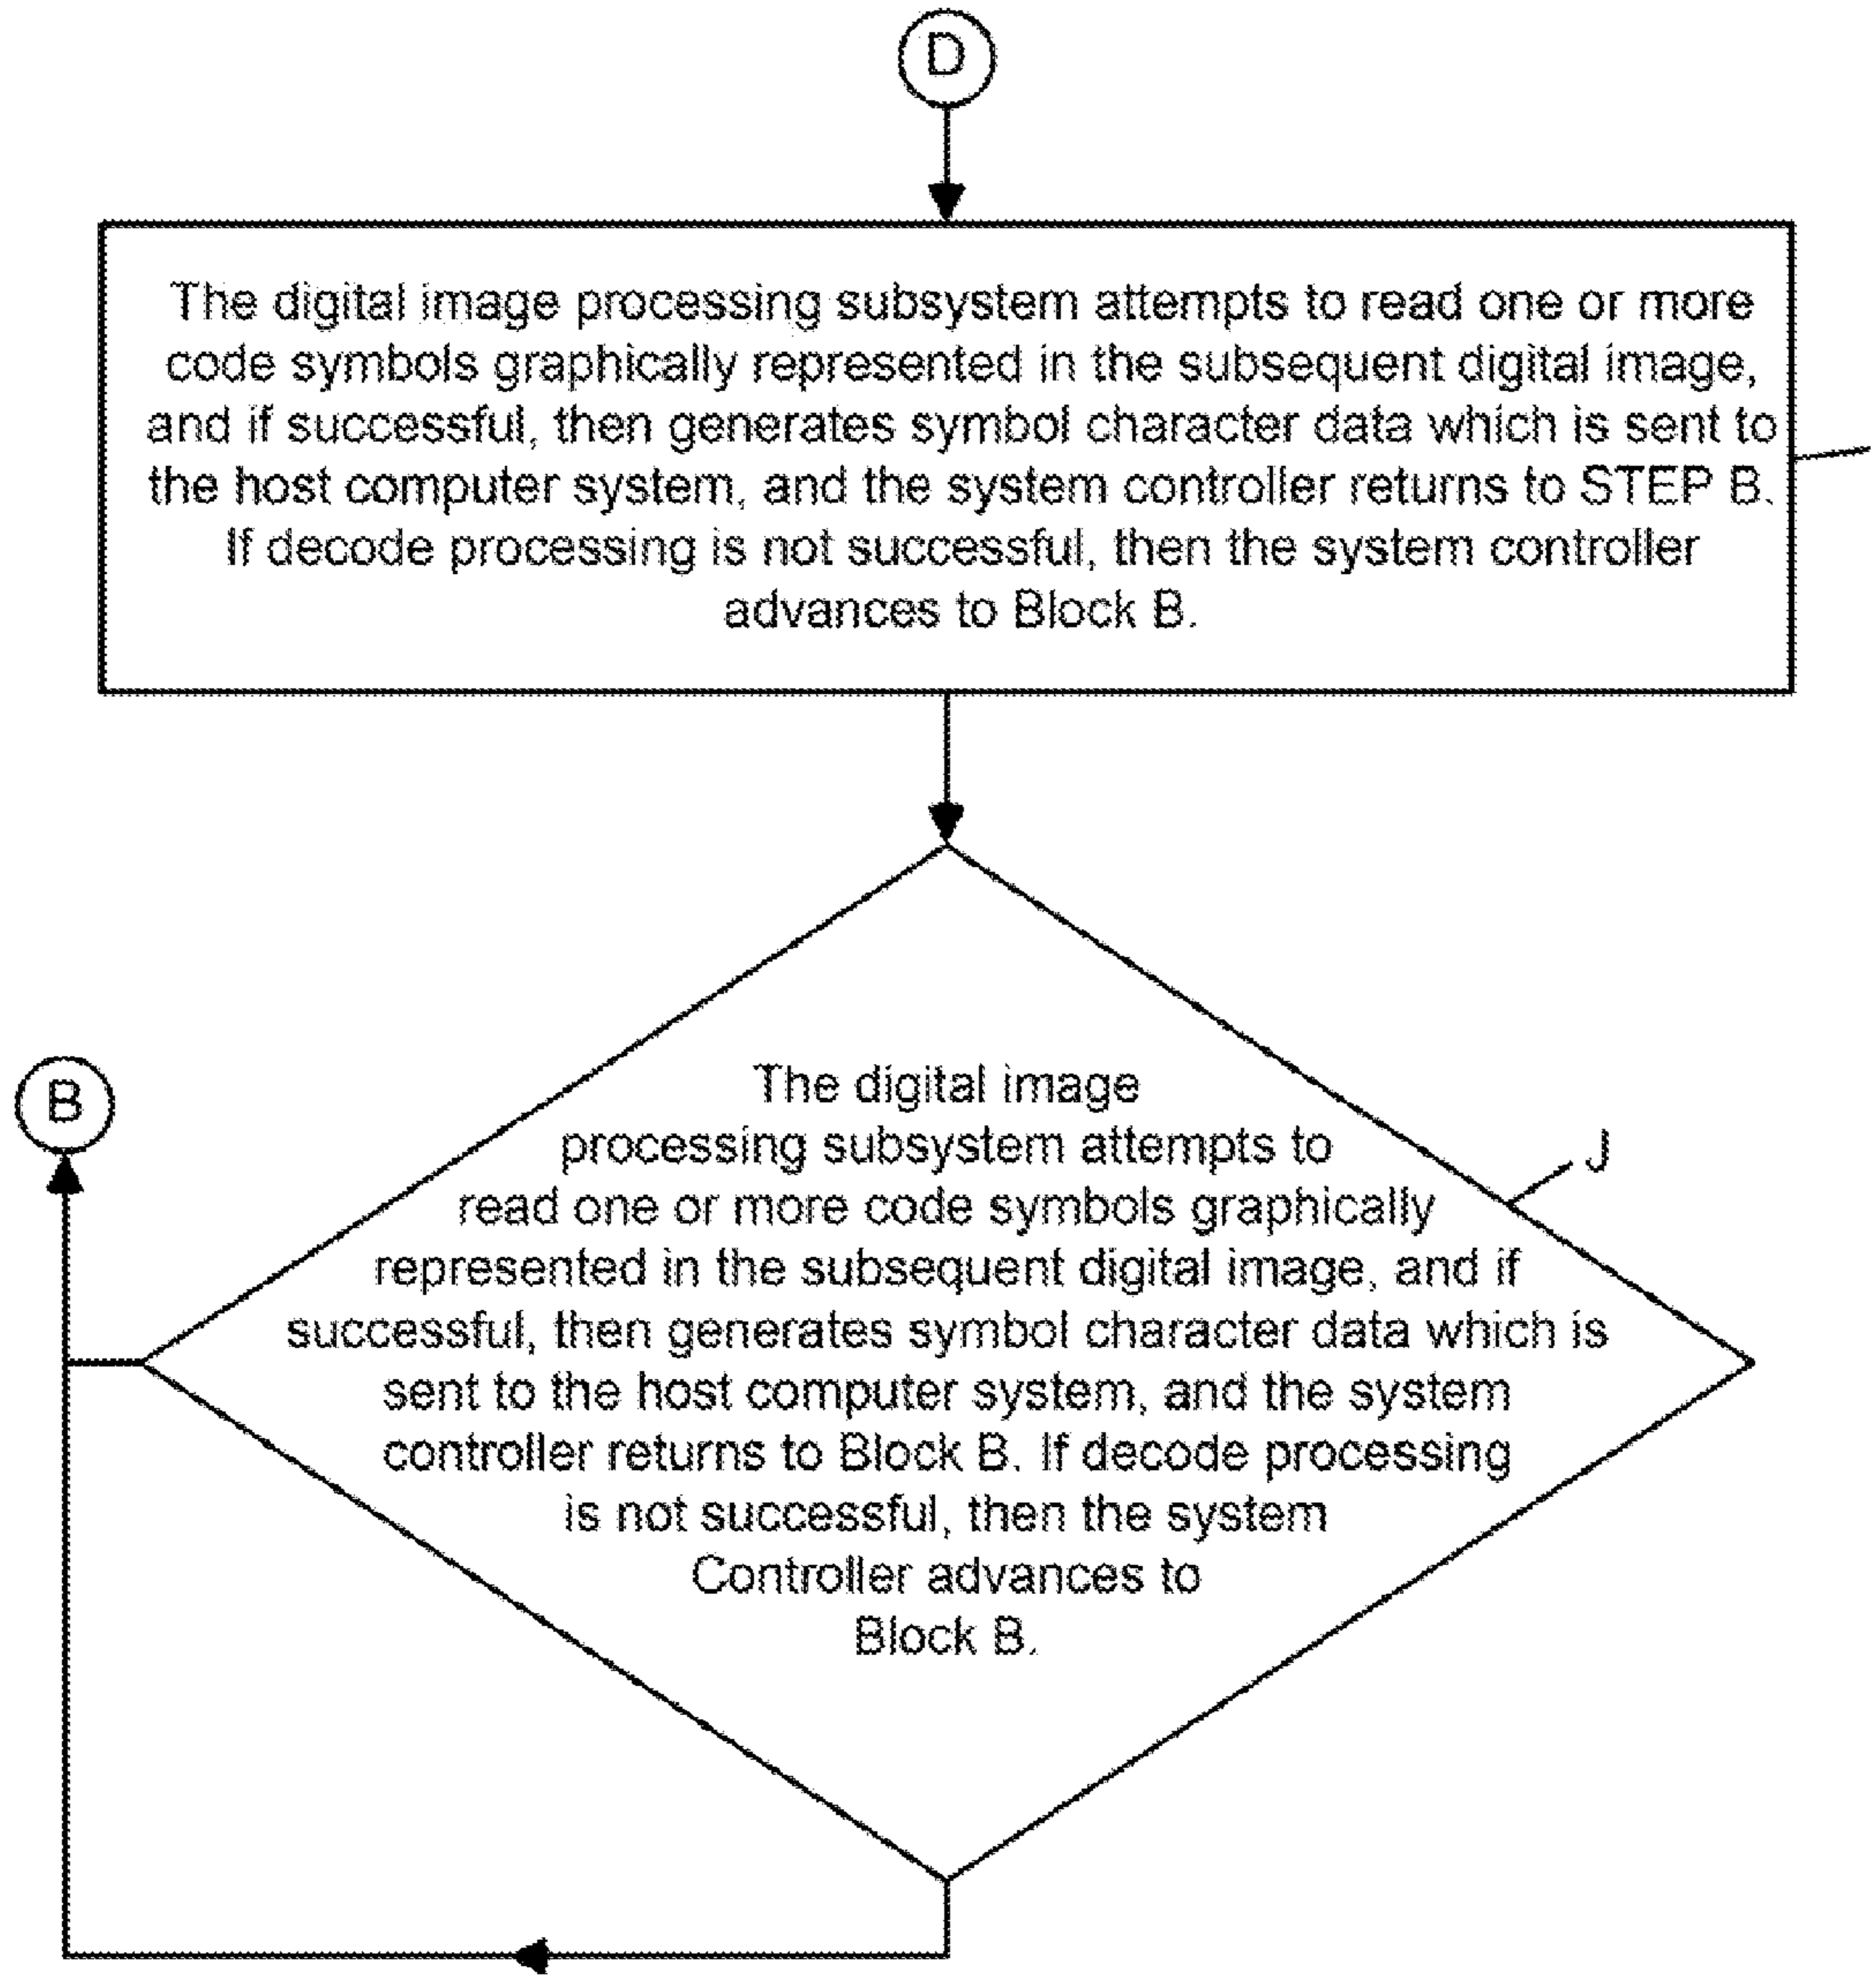 D
The digital image processing subsystem attempts to read one or more
code symbols graphically represented in the subsequent digital image,
and if successful, then generates symbol character data which is sent to
the host computer system, and the system controller returns to STEP B.
If decode processing is not successful, then the system controller
advances to Block B.
B
The digital image
processing subsystem attempts to
J
read one or more code symbols graphically
represented in the subsequent digital image, and if
successful, then generates symbol character data which is
sent to the host computer system, and the system
controller returns to Block B. If decode processing
is not successful, then the system
Controller advances to
Block B.